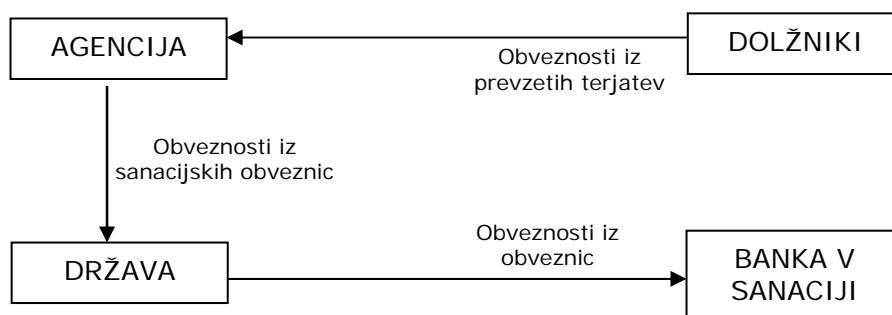 AGENCIJA
DOLŽNIKI
Obveznosti iz
prevzetih terjatev
Obveznosti iz
sanacijskih obveznic
Obveznosti iz
obveznic
DRŽAVA
BANKA V
SANACIJI